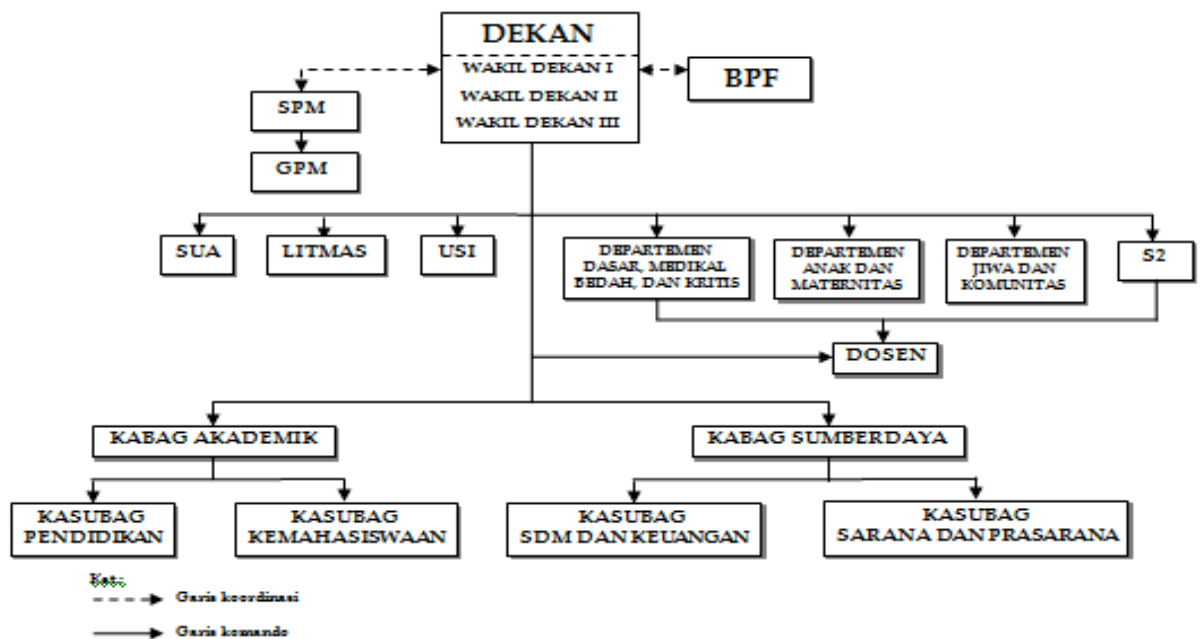 DEKAN
WAKIL DEKAN I
WAKIL DEKAN II
WAKIL DEKAN III
BPF
SPM
GPM
SUA
LITMAS
USI
DEPARTEMEN
DASAR, MEDIKAL
BEDAH, DAN KRITIS
DEPARTEMEN
ANAK DAN
MATERNITAS
DEPARTEMEN
JIWA DAN
KOMUNITAS
S2
DOSEN
KABAG AKADEMIK
KABAG SUMBERDAYA
KASUBAG
PENDIDIKAN
KASUBAG
KEMAHASISWAAN
KASUBAG
SDM DAN KEUANGAN
KASUBAG
SARANA DAN PRASARANA
Ket:
Garis koordinasi
Garis komando